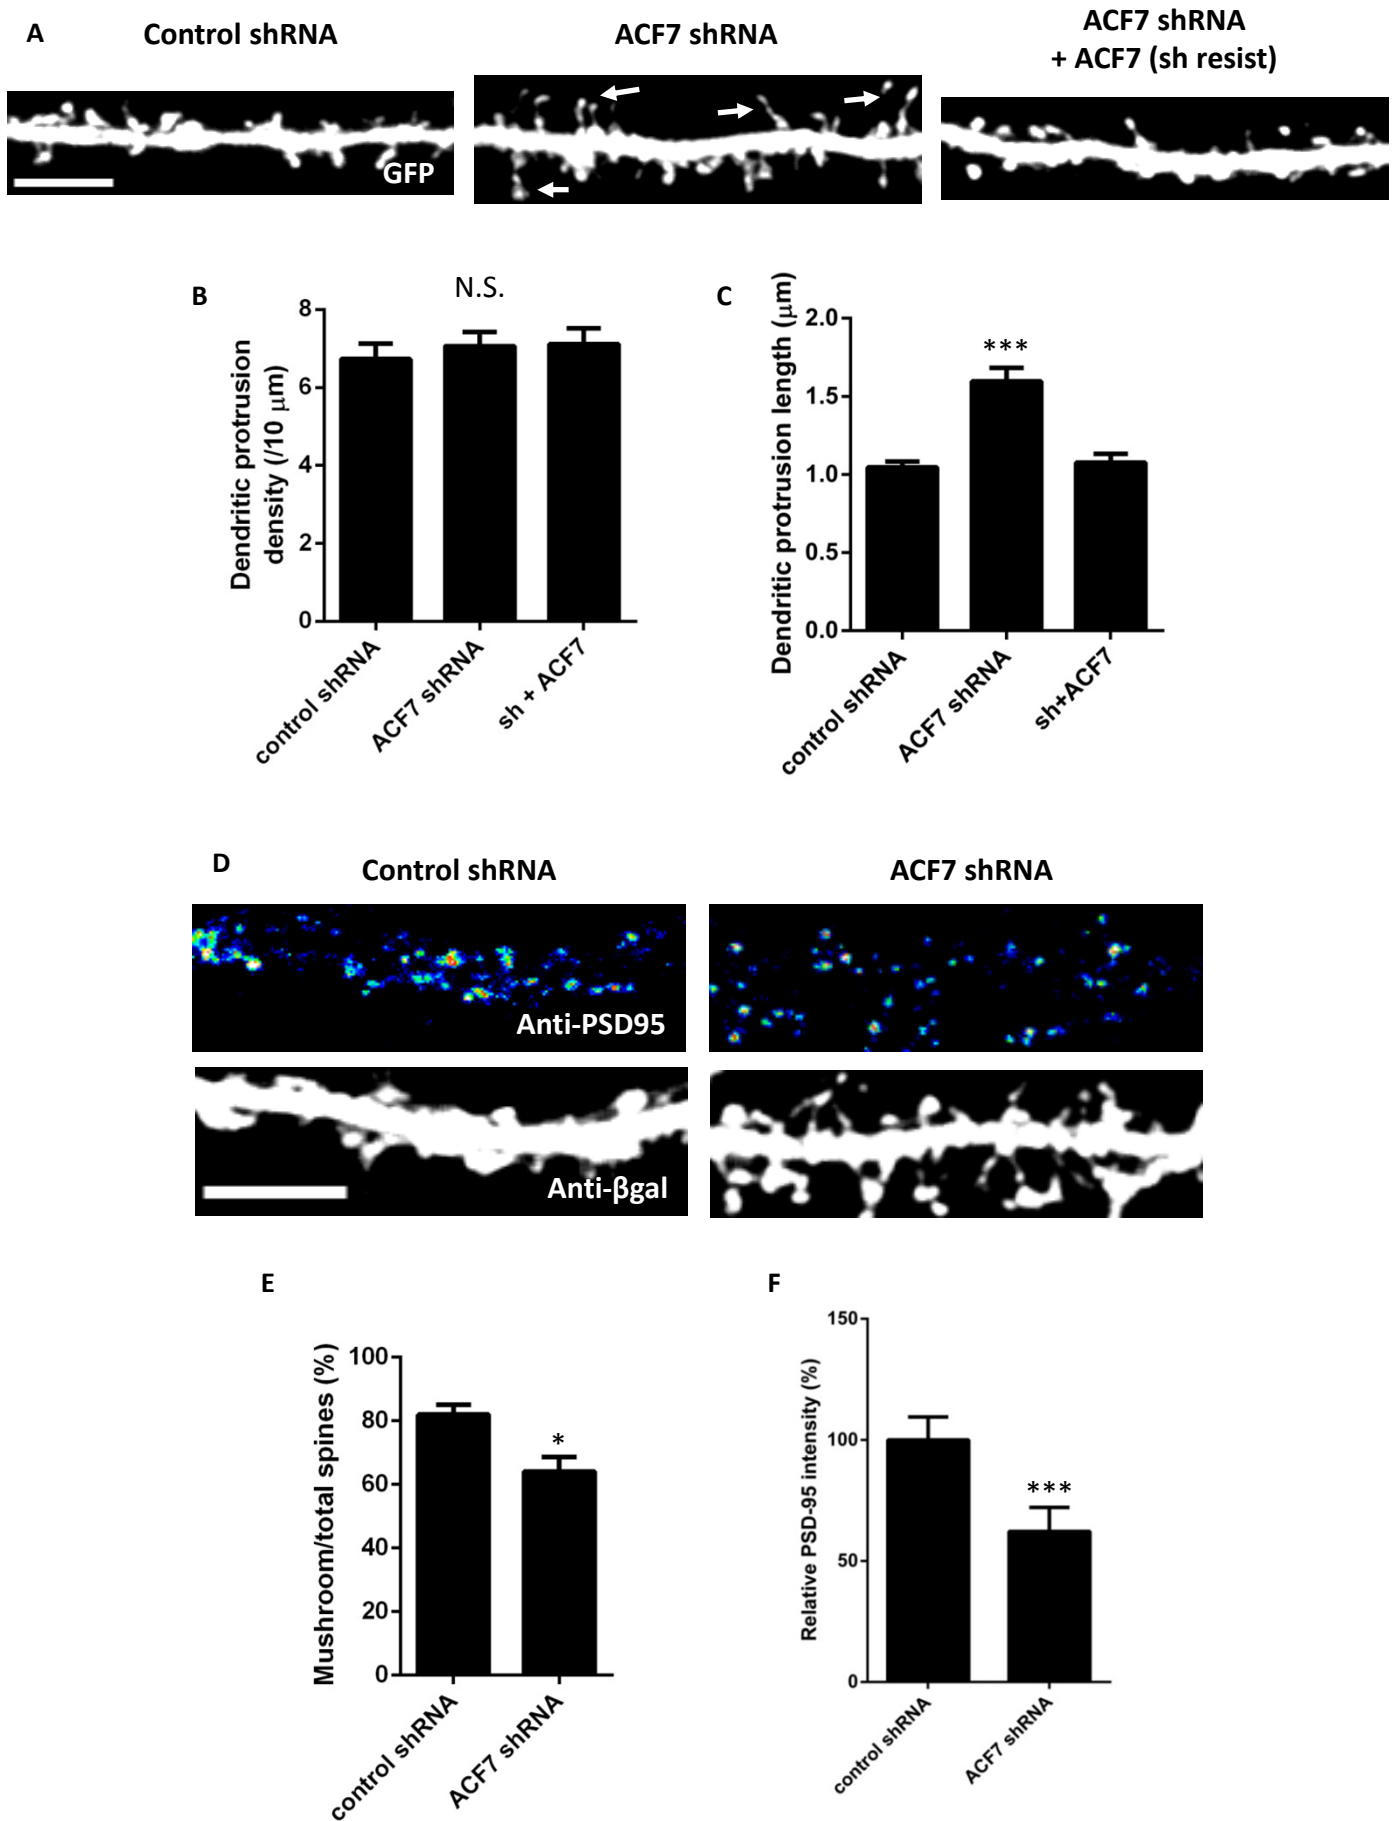 A
Control shRNA
ACF7 shRNA
ACF7 shRNA
+ ACF7 (sh resist)
GFP
B
N.S.
Dendritic protrusion
density (/10 μm)
8
6
4
2
0
control shRNA
ACF7 shRNA
sh + ACF7
C
***
Dendritic protrusion length (μm)
2.0
1.5
1.0
0.5
0.0
control shRNA
ACF7 shRNA
sh+ACF7
D
Control shRNA
ACF7 shRNA
Anti-PSD95
Anti-βgal
E
Mushroom/total spines (%)
100
80
60
40
20
0
*
control shRNA
ACF7 shRNA
F
Relative PSD-95 intensity (%)
150
100
50
0
***
control shRNA
ACF7 shRNA